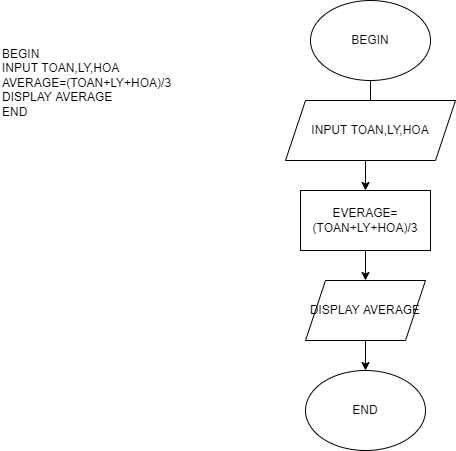 BEGIN
INPUT TOAN,LY,HOA
AVERAGE=(TOAN+LY+HOA)/3
DISPLAY AVERAGE
END
BEGIN
INPUT TOAN,LY,HOA
EVERAGE=
(TOAN+LY+HOA)/3
DISPLAY AVERAGE
END